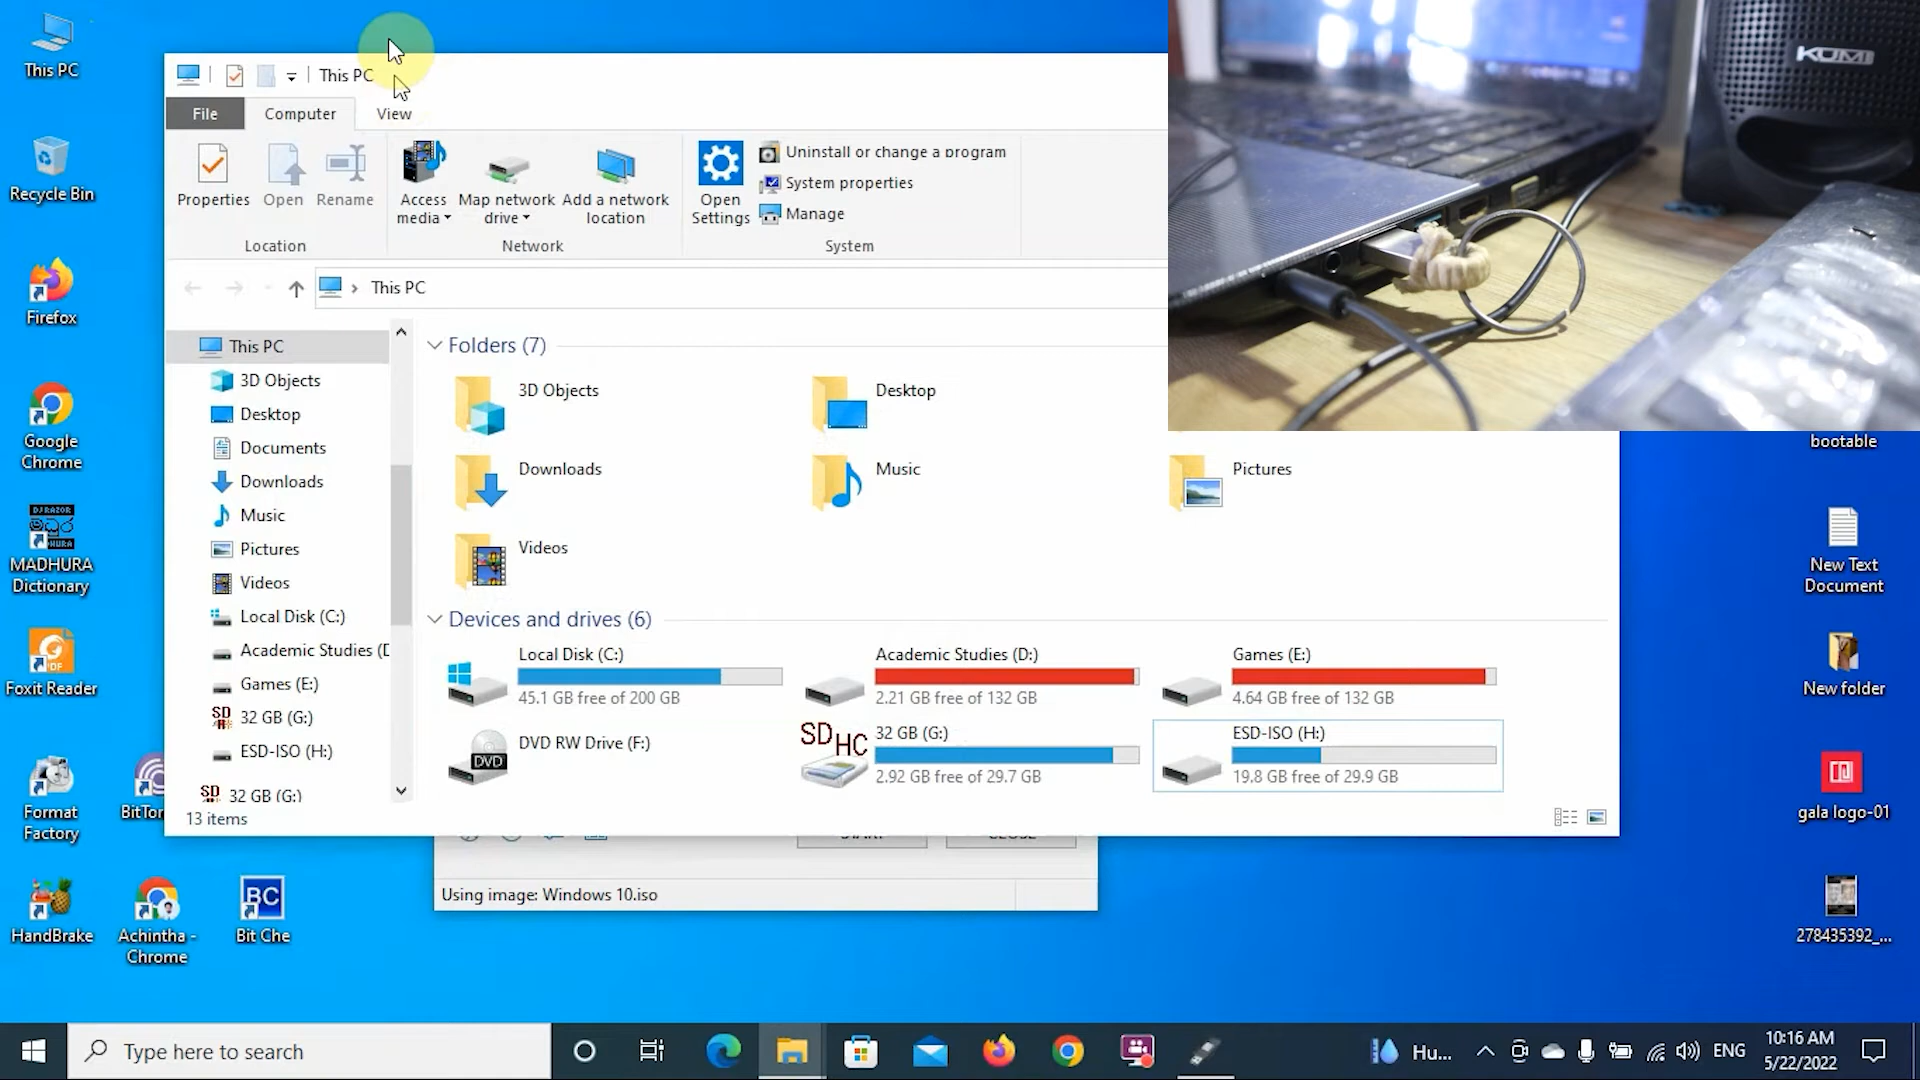 This PC
Recycle Bin
Firefox
Google
Chrome
DJ RAZOR
මධුර
MADHURA
Dictionary
Foxit Reader
Format
Factory
BitTor
HandBrake
Achintha -
Chrome
BC
Bit Che
This PC
File
Computer
View
Properties
Open
Rename
Access
media
Map network
drive
Add a network
location
Open
Settings
Uninstall or change a program
System properties
Manage
Location
Network
System
This PC
This PC
3D Objects
Desktop
Documents
Downloads
Music
Pictures
Videos
Local Disk (C:)
Academic Studies (D
Games (E:)
32 GB (G:)
ESD-ISO (H:)
32 GB (G:)
13 items
Folders (7)
3D Objects
Desktop
Downloads
Music
Pictures
Videos
Devices and drives (6)
Local Disk (C:)
45.1 GB free of 200 GB
Academic Studies (D:)
2.21 GB free of 132 GB
Games (E:)
4.64 GB free of 132 GB
DVD
DVD RW Drive (F:)
SDHC
32 GB (G:)
2.92 GB free of 29.7 GB
ESD-ISO (H:)
19.8 GB free of 29.9 GB
START
CLOSE
Using image: Windows 10.iso
KUMI
bootable
New Text
Document
New folder
gala logo-01
278435392_...
Type here to search
Hu...
ENG
10:16 AM
5/22/2022